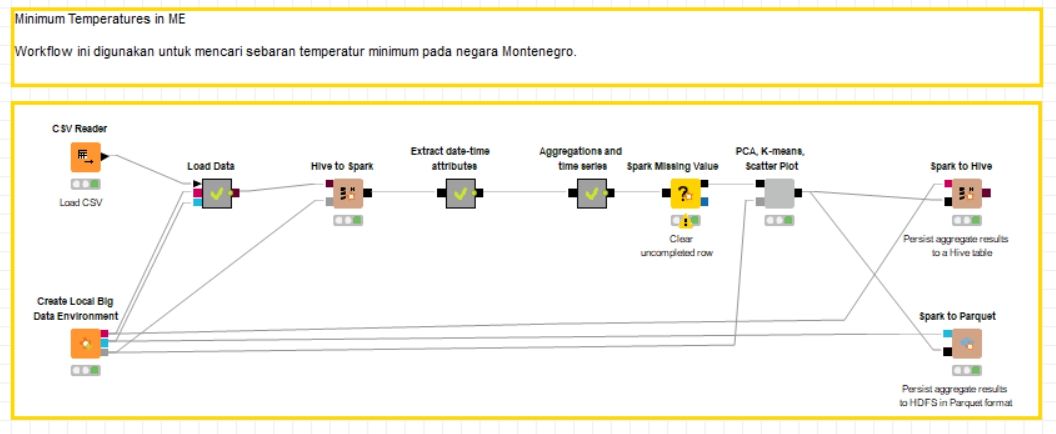 Minimum Temperatures in ME
Workflow ini digunakan untuk mencari sebaran temperatur minimum pada negara Montenegro.
CSV Reader
Load CSV
Load Data
Hive to Spark
Extract date-time
attributes
Aggregations and
time series
Spark Missing Value
Clear
uncompleted row
PCA, K-means,
Scatter Plot
Spark to Hive
Persist aggregate results
to a Hive table
Create Local Big
Data Environment
Spark to Parquet
Persist aggregate results
to HDFS in Parquet format